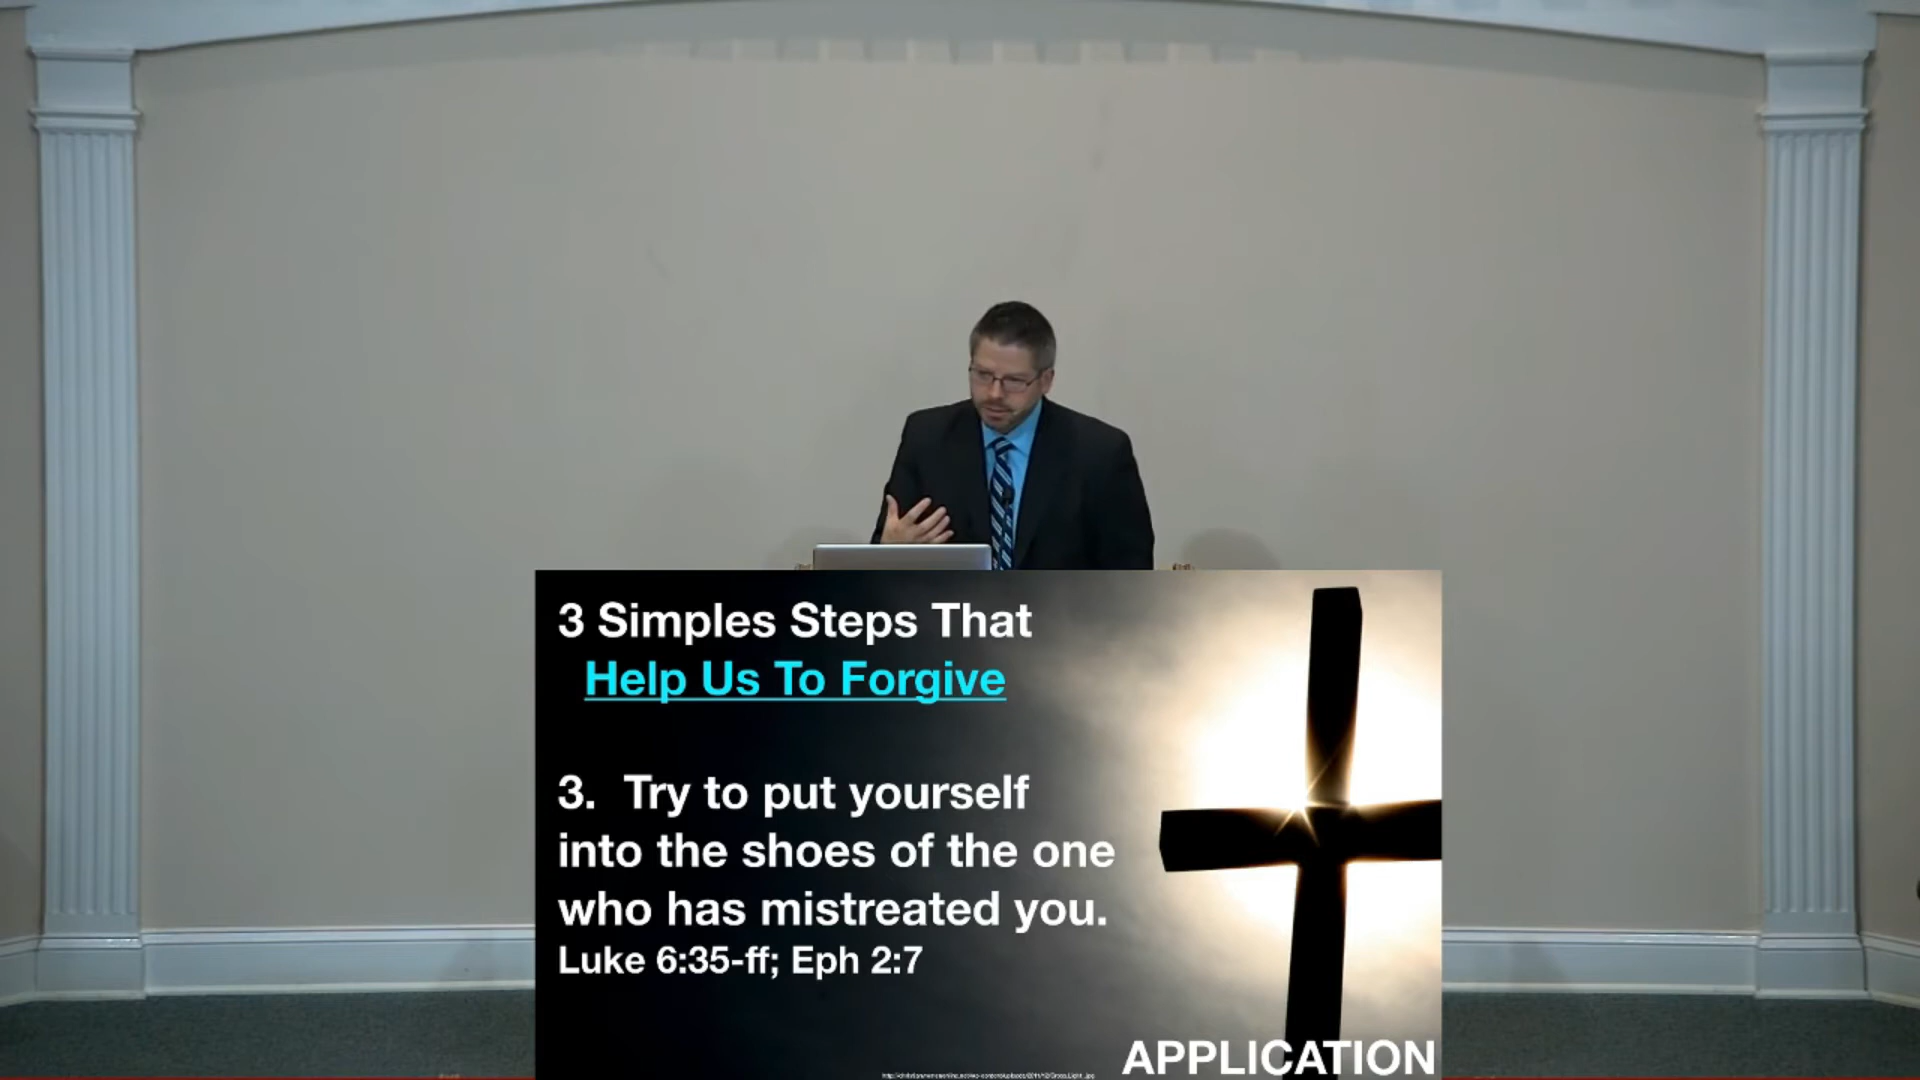 3 Simples Steps That
Help Us To Forgive
3. Try to put yourself
into the shoes of the one
who has mistreated you.
Luke 6:35-ff; Eph 2:7
APPLICATION